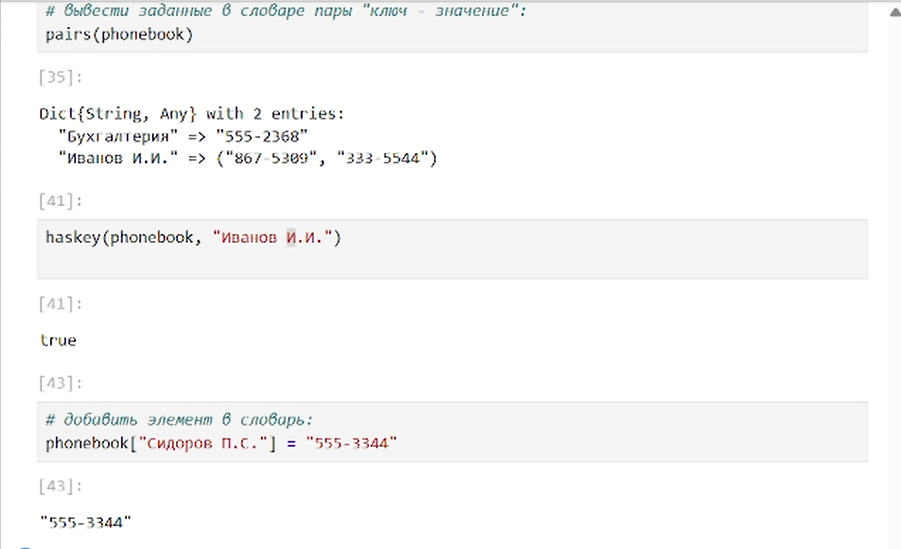 # вывести заданные в словаре пары "ключ - значение":
pairs(phonebook)
[35]:
Dict{String, Any} with 2 entries:
"Бухгалтерия" => "555-2368"
"Иванов И.И." => ("867-5309", "333-5544")
[41]:
haskey(phonebook, "Иванов И.И.")
[41]:
true
[43]:
# добавить элемент в словарь:
phonebook["Сидоров П.С."] = "555-3344"
[43]:
"555-3344"